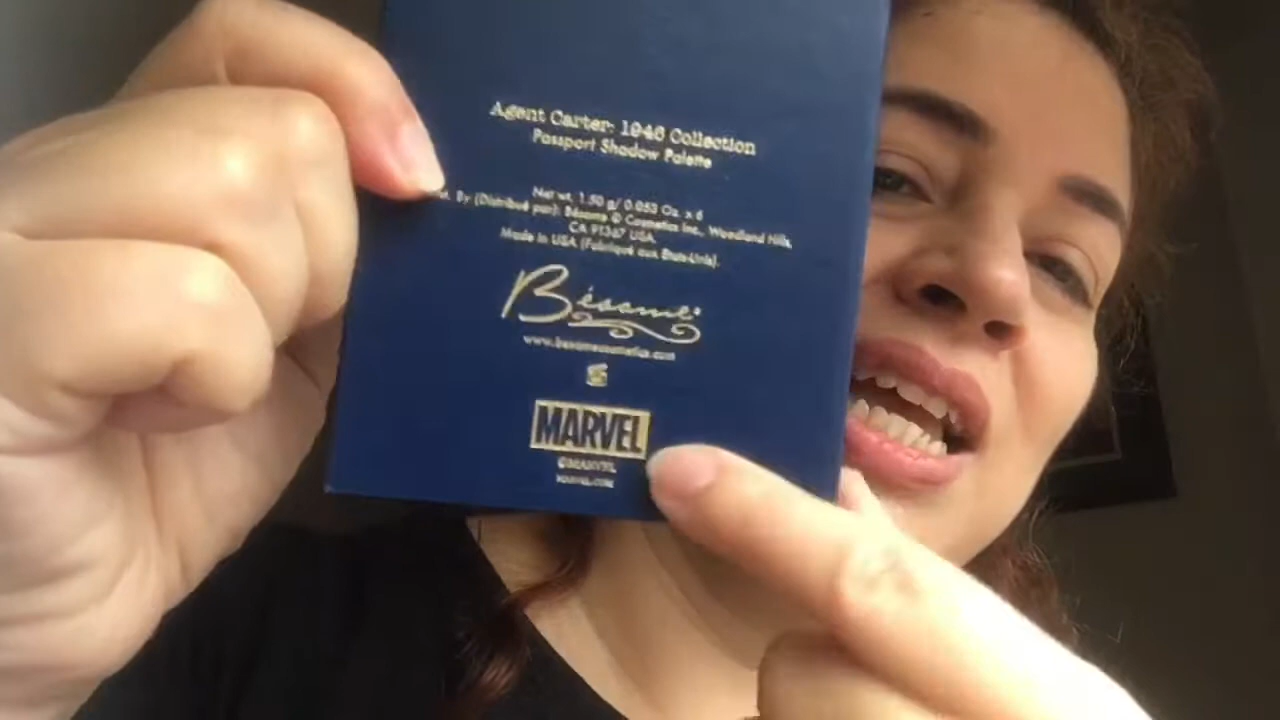 Agent Carter: 1946 Collection
Passport Shadow Palette
Net wt. 1.50 g/ 0.053 Oz. x 6
By (Distribué par): Bésame © Cosmetics Inc., Woodland Hills,
CA 91367 USA.
Made in USA (Fabriqué aux États-Unis).
Bésame
www.besamecosmetics.com
MARVEL
©MARVEL
MARVEL.COM